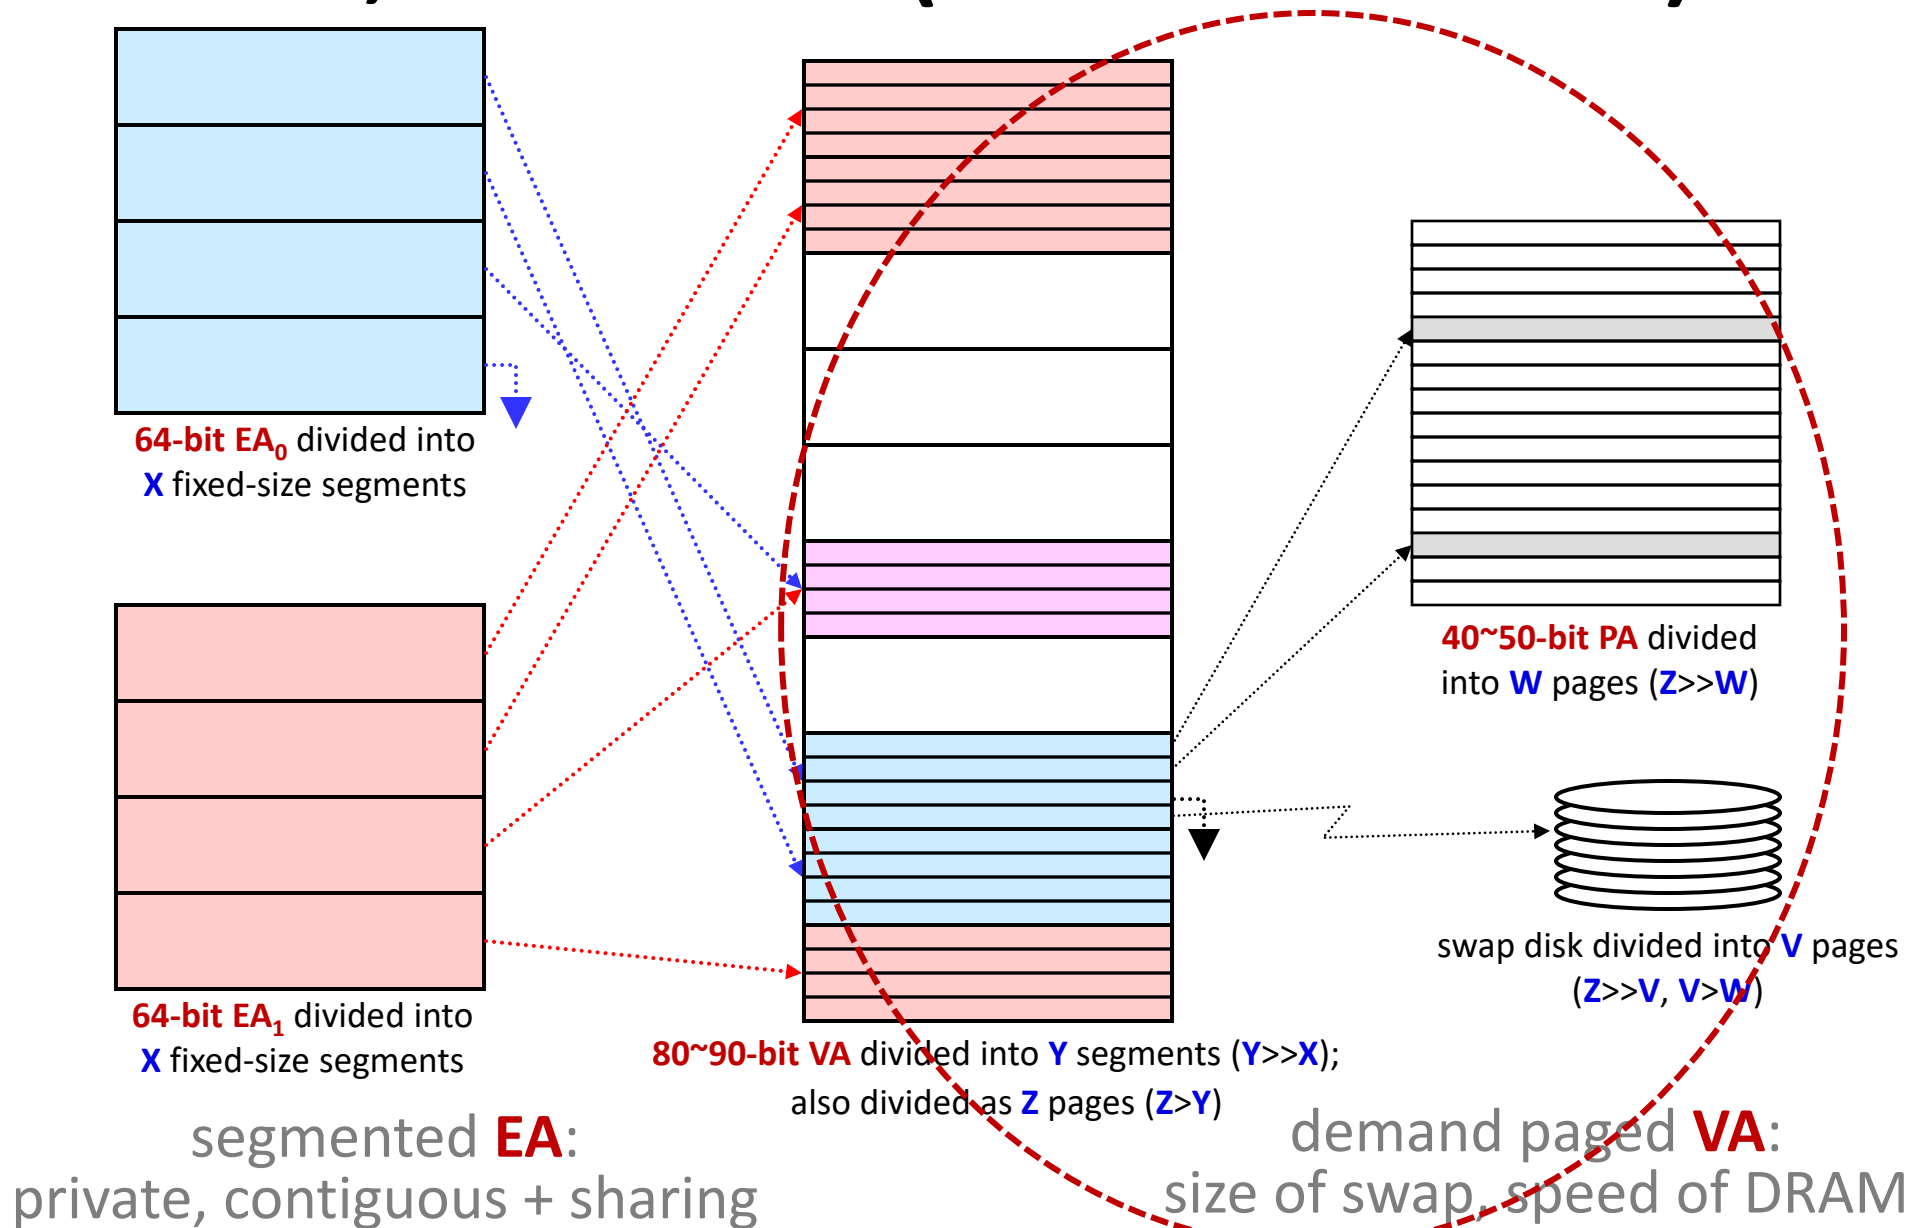 64-bit EA0 divided into
X fixed-size segments
64-bit EA1 divided into
X fixed-size segments
segmented EA:
private, contiguous + sharing
80~90-bit VA divided into Y segments (Y>>X);
also divided as Z pages (Z>Y)
40~50-bit PA divided
into W pages (Z>>W)
swap disk divided into V pages
(Z>>V, V>W)
demand paged VA:
size of swap, speed of DRAM